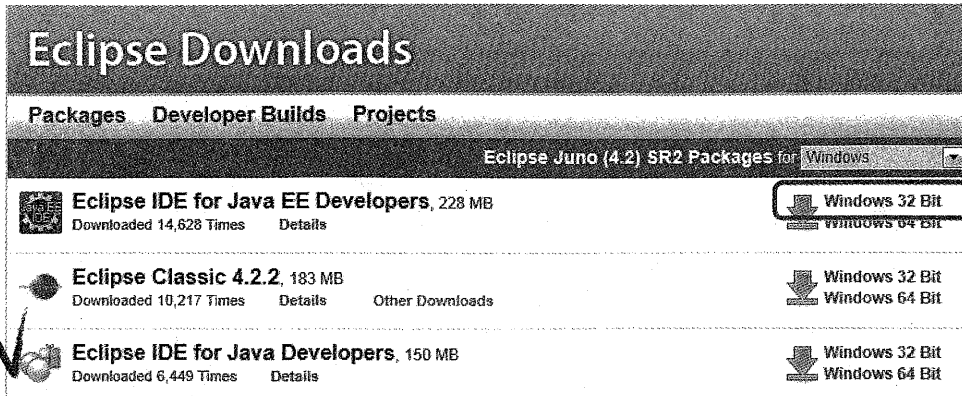 Eclipse Downloads
Packages Developer Builds Projects
Eclipse Juno (4.2) SR2 Packages for Windows
Eclipse IDE for Java EE Developers, 228 MB
Downloaded 14,628 Times Details
Windows 32 Bit
Windows 64 Bit
Eclipse Classic 4.2.2, 183 MB
Downloaded 10,217 Times Details Other Downloads
Windows 32 Bit
Windows 64 Bit
Eclipse IDE for Java Developers, 150 MB
Downloaded 6,449 Times Details
Windows 32 Bit
Windows 64 Bit